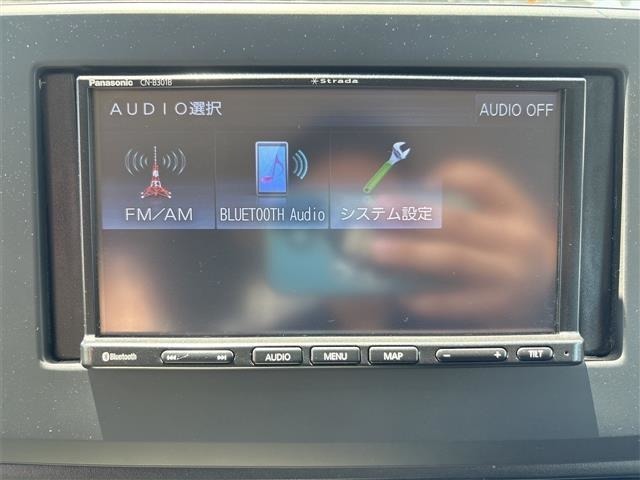 Panasonic CN-B301B Strada
AUDIO選択 AUDIO OFF
FM/AM BLUETOOTH Audio システム設定
Bluetooth AUDIO MENU MAP − + TILT